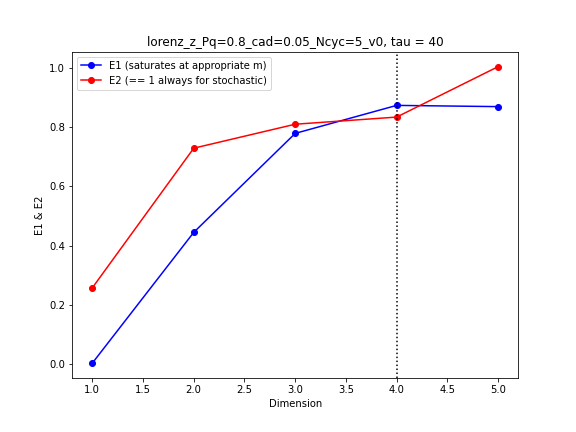 lorenz_z_Pq=0.8_cad=0.05_Ncyc=5_v0, tau = 40
E1 (saturates at appropriate m)
E2 (== 1 always for stochastic)
1.0
0.8
0.6
0.4
0.2
0.0
E1 & E2
1.0 1.5 2.0 2.5 3.0 3.5 4.0 4.5 5.0
Dimension